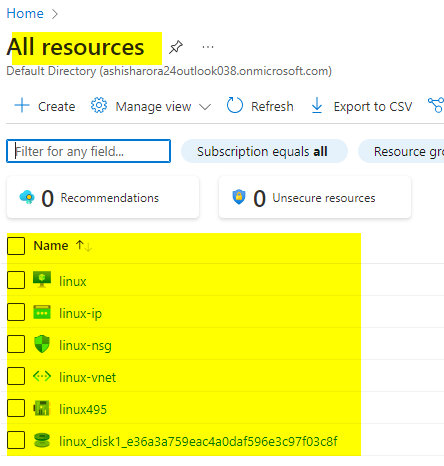 Home >
All resources ...
Default Directory (ashisharora24outlook038.onmicrosoft.com)
+ Create Manage view Refresh Export to CSV
Filter for any field... Subscription equals all Resource gro
0 Recommendations 0 Unsecure resources
Name ↑↓
linux
linux-ip
linux-nsg
linux-vnet
linux495
linux_disk1_e36a3a759eac4a0daf596e3c97f03c8f